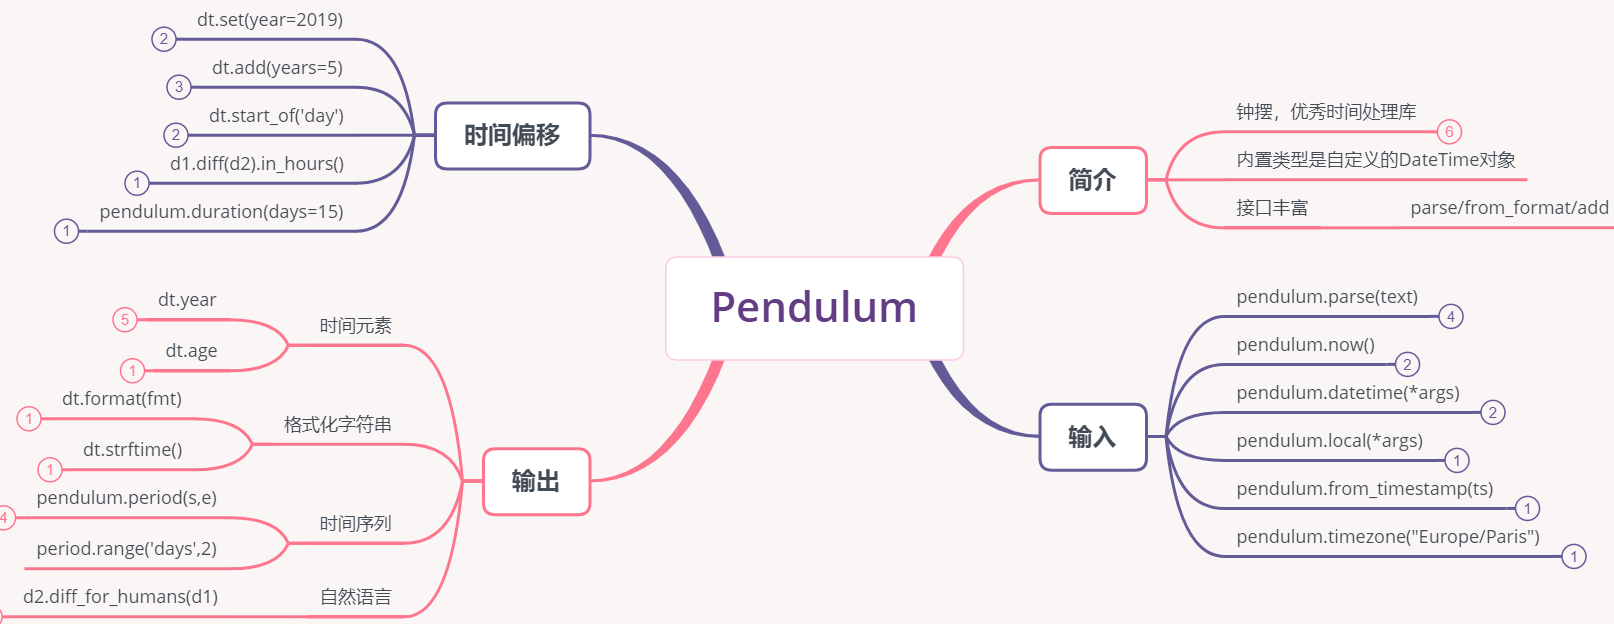 Pendulum
简介
钟摆，优秀时间处理库
6
内置类型是自定义的DateTime对象
接口丰富
parse/from_format/add
输入
pendulum.parse(text)
4
pendulum.now()
2
pendulum.datetime(*args)
2
pendulum.local(*args)
1
pendulum.from_timestamp(ts)
1
pendulum.timezone("Europe/Paris")
1
时间偏移
dt.set(year=2019)
2
dt.add(years=5)
3
dt.start_of('day')
2
d1.diff(d2).in_hours()
1
pendulum.duration(days=15)
1
输出
时间元素
dt.year
5
dt.age
1
格式化字符串
dt.format(fmt)
1
dt.strftime()
1
时间序列
pendulum.period(s,e)
4
period.range('days',2)
自然语言
d2.diff_for_humans(d1)